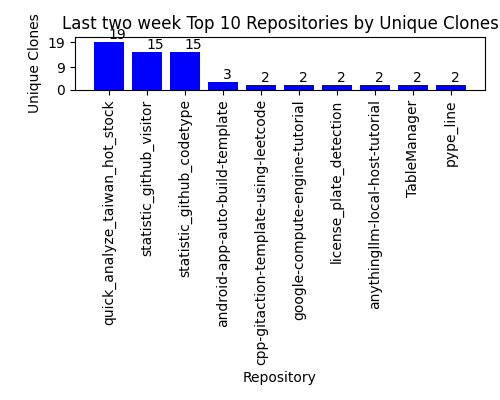 Last two week Top 10 Repositories by Unique Clones
Unique Clones
19
9
0
19
15
15
3
2
2
2
2
2
2
quick_analyze_taiwan_hot_stock
statistic_github_visitor
statistic_github_codetype
android-app-auto-build-template
cpp-gitaction-template-using-leetcode
google-compute-engine-tutorial
license_plate_detection
anythingllm-local-host-tutorial
TableManager
pype_line
Repository